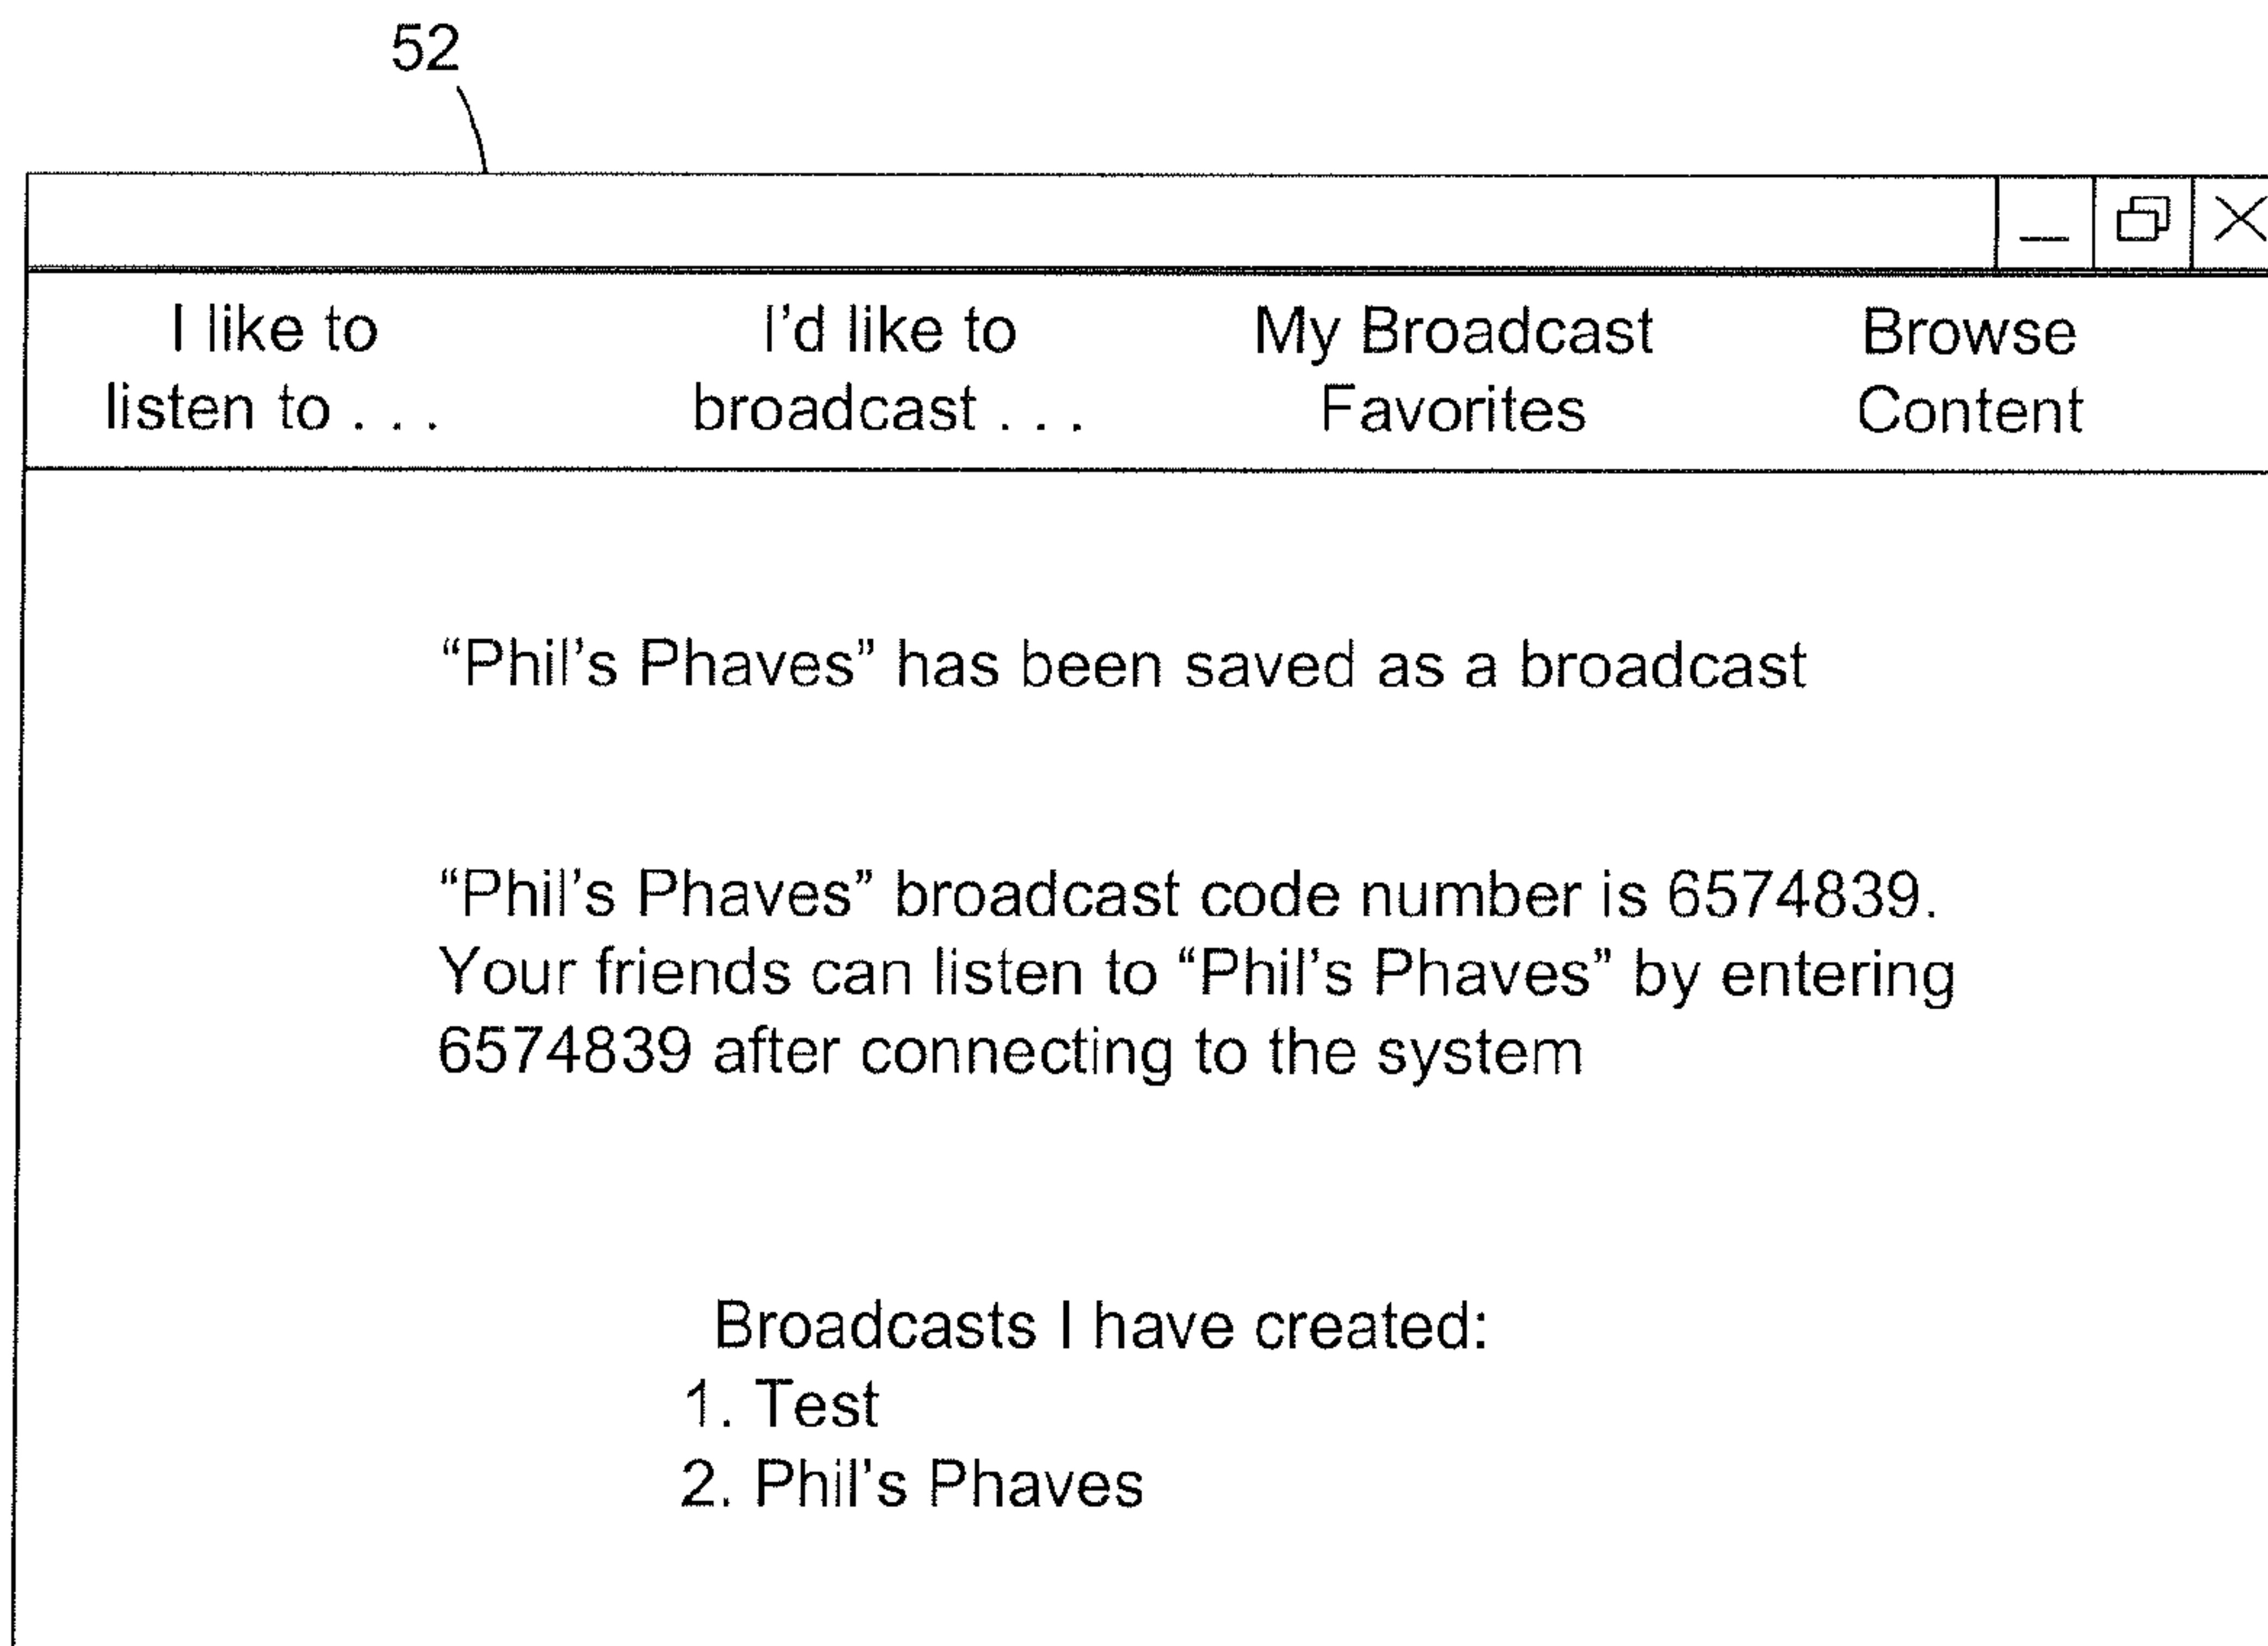 52
I like to
listen to . . .
I'd like to
broadcast . . .
My Broadcast
Favorites
Browse
Content
“Phil's Phaves” has been saved as a broadcast
“Phil's Phaves” broadcast code number is 6574839.
Your friends can listen to “Phil's Phaves” by entering
6574839 after connecting to the system
Broadcasts I have created:
1. Test
2. Phil's Phaves